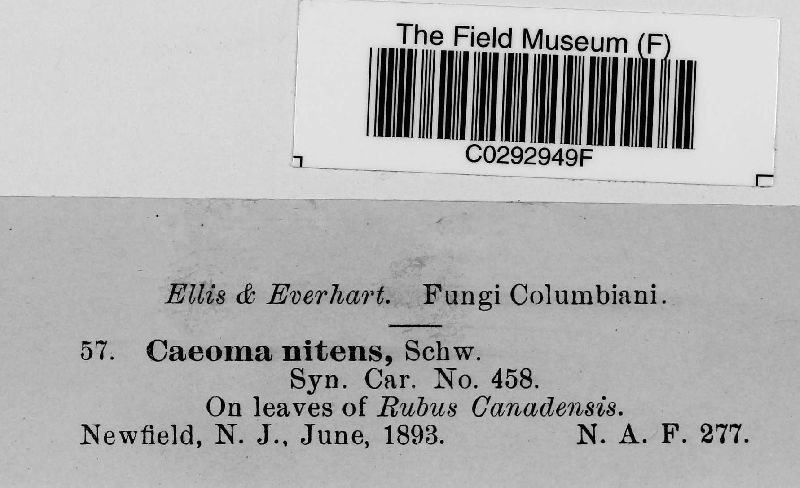 The Field Museum (F)
C0292949F
Ellis & Everhart. Fungi Columbiani.
57. Caeoma nitens, Schw.
Syn. Car. No. 458.
On leaves of Rubus Canadensis.
Newfield, N. J., June, 1893. N. A. F. 277.